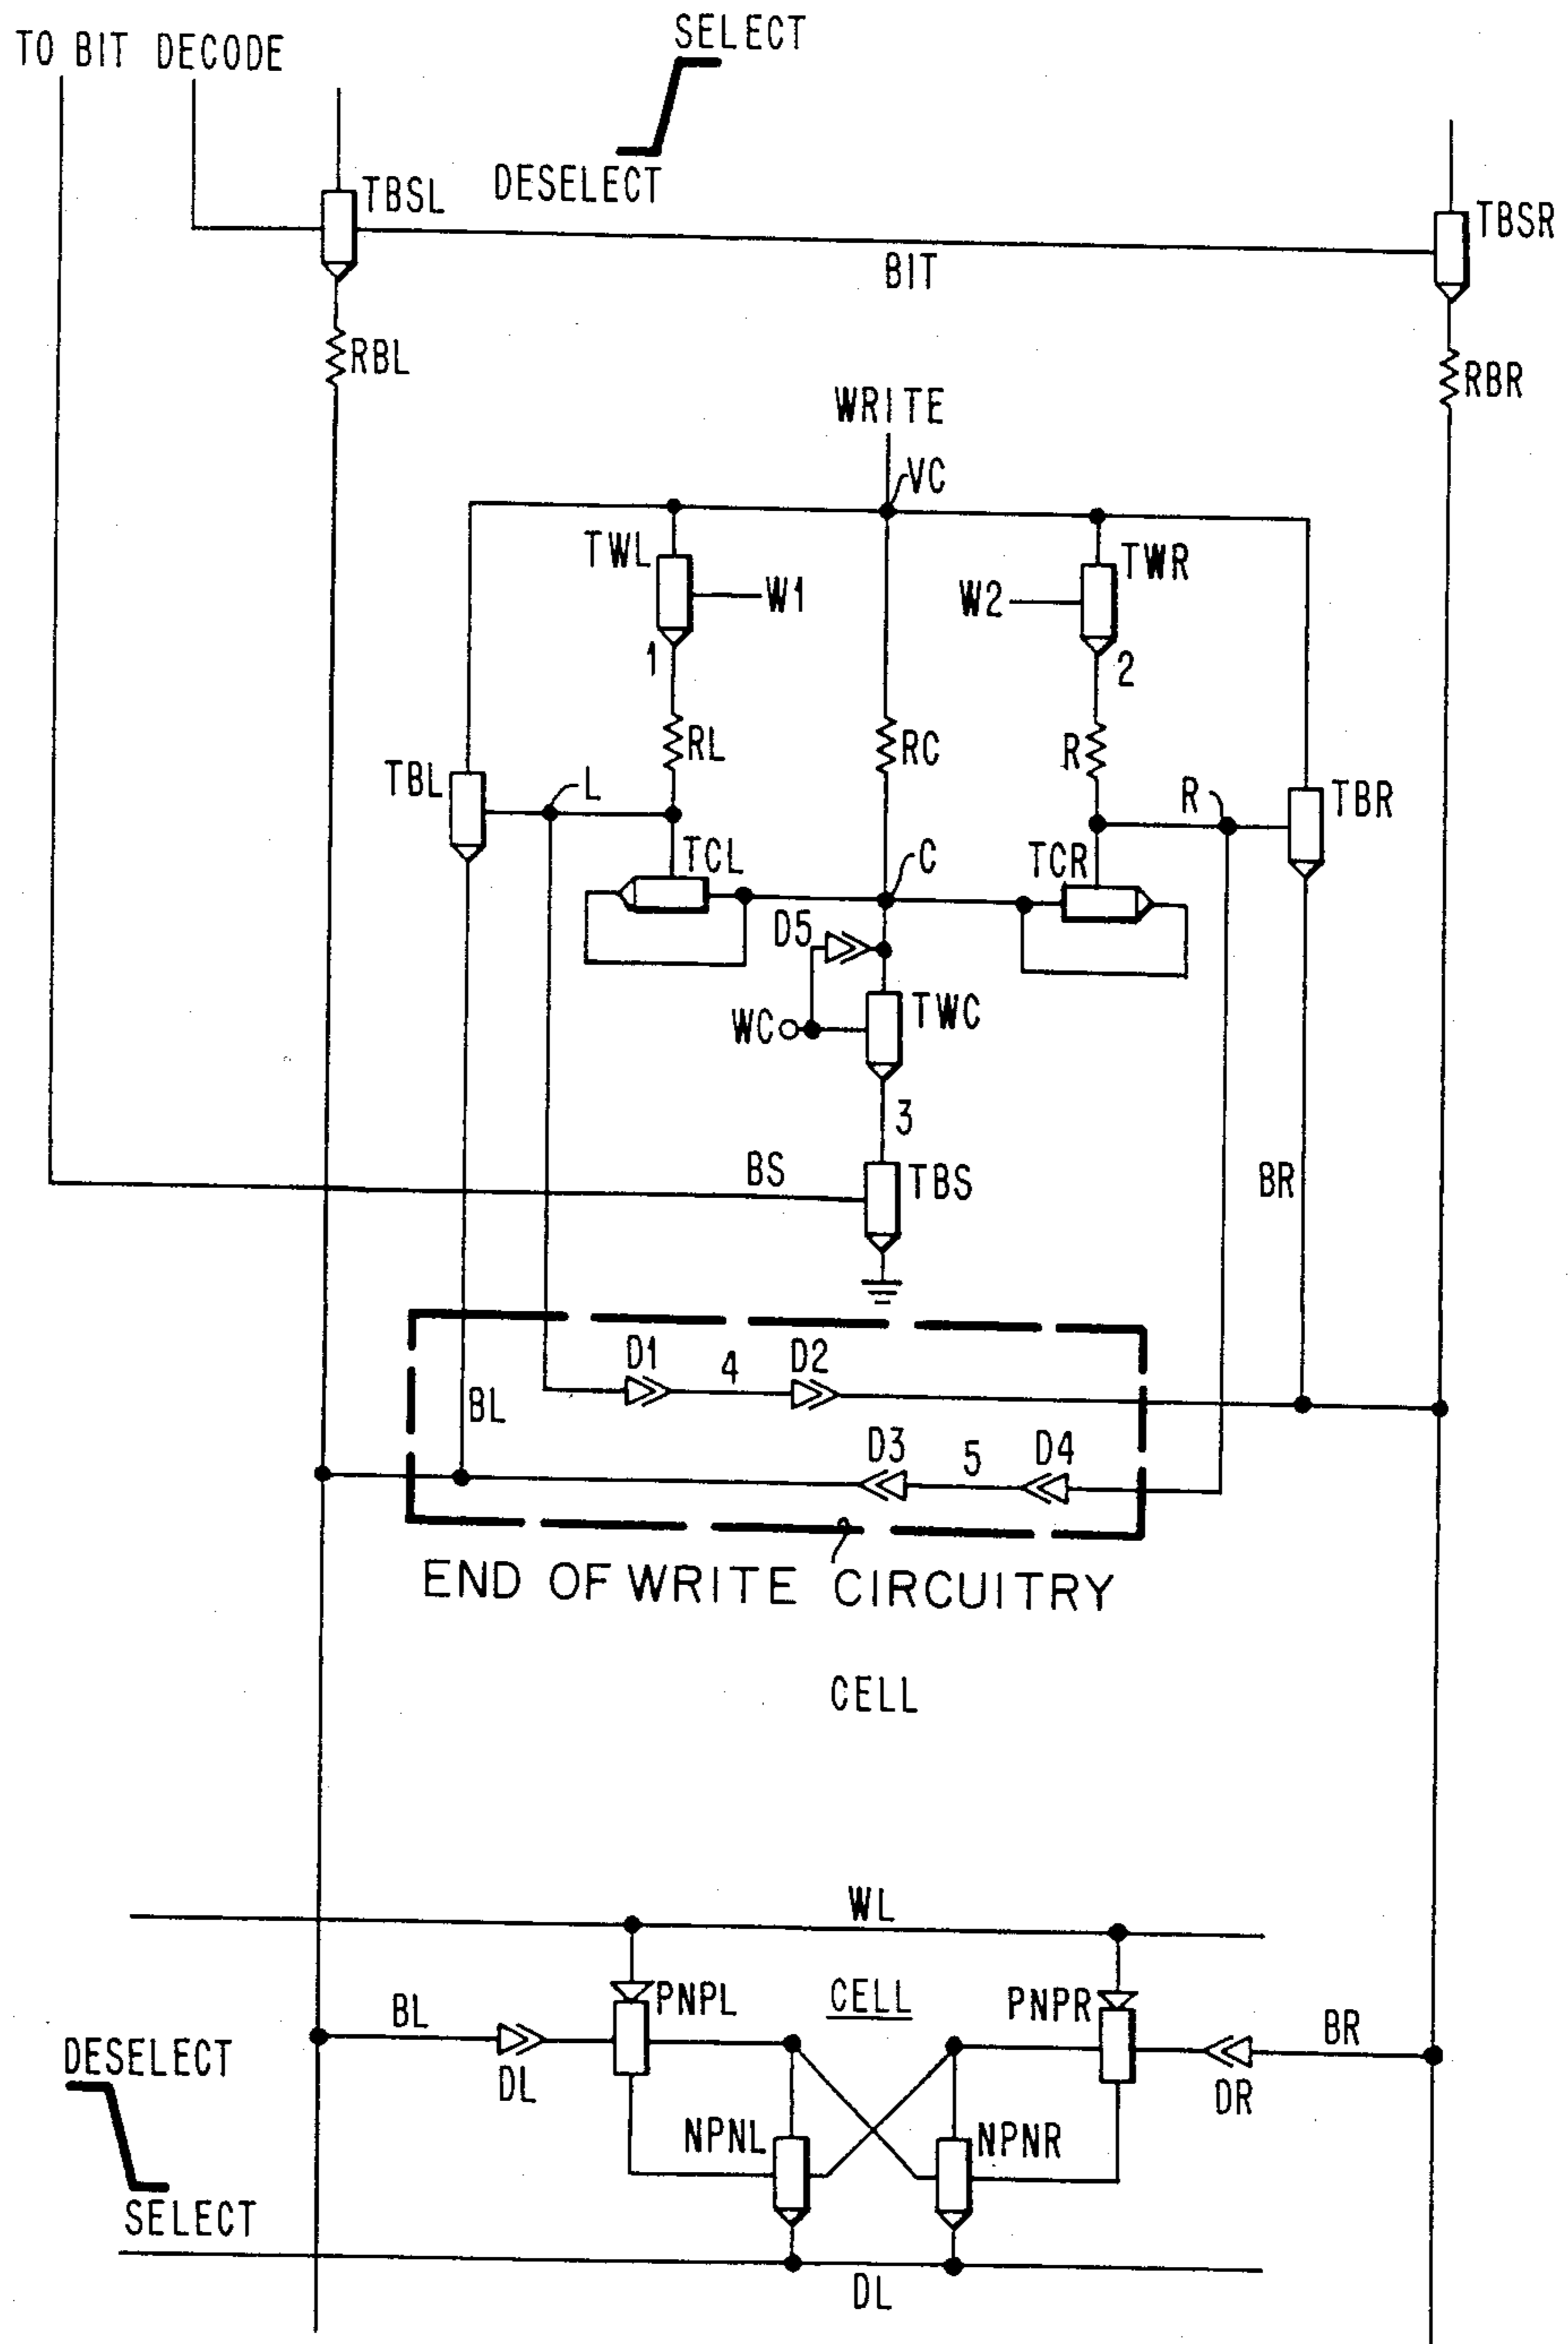 SELECT
TO BIT DECODE
DESELECT
TBSL
TBSR
BIT
RBL
RBR
WRITE
VC
TWL
TWR
W1
W2
1
2
RL
RC
R
TBL
L
R
TBR
TCL
C
TCR
D5
WC
TWC
3
BS
TBS
BR
D1
4
D2
BL
D3
5
D4
2
END OF WRITE CIRCUITRY
CELL
WL
PNPL
CELL
PNPR
BL
BR
DESELECT
DL
DR
NPNL
NPNR
SELECT
DL